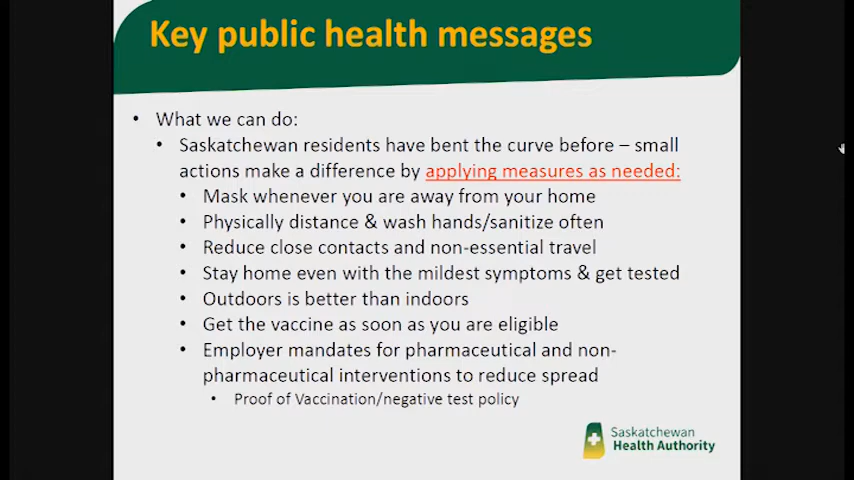 Key public health messages
• What we can do:
• Saskatchewan residents have bent the curve before – small
actions make a difference by applying measures as needed:
• Mask whenever you are away from your home
• Physically distance & wash hands/sanitize often
• Reduce close contacts and non-essential travel
• Stay home even with the mildest symptoms & get tested
• Outdoors is better than indoors
• Get the vaccine as soon as you are eligible
• Employer mandates for pharmaceutical and non-
pharmaceutical interventions to reduce spread
• Proof of Vaccination/negative test policy
Saskatchewan
Health Authority